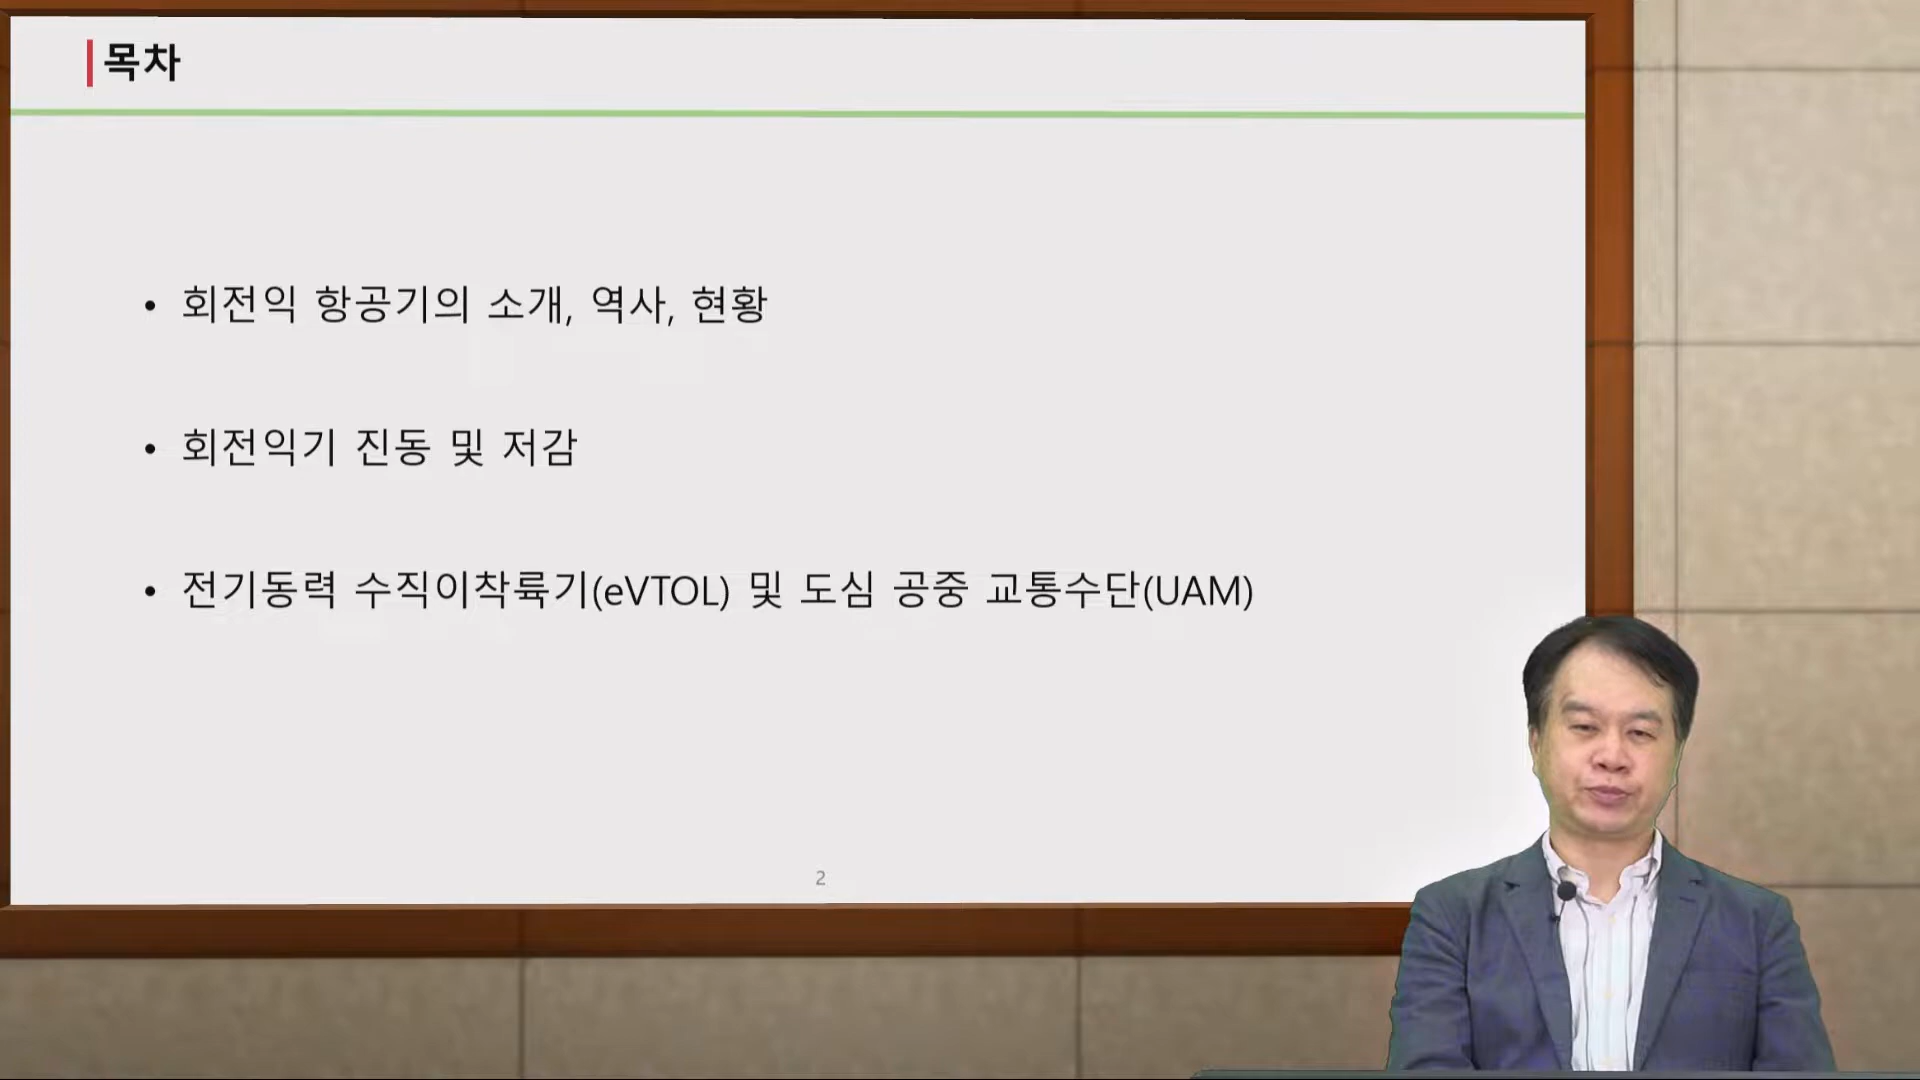 목차
• 회전익 항공기의 소개, 역사, 현황
• 회전익기 진동 및 저감
• 전기동력 수직이착륙기(eVTOL) 및 도심 공중 교통수단(UAM)
2